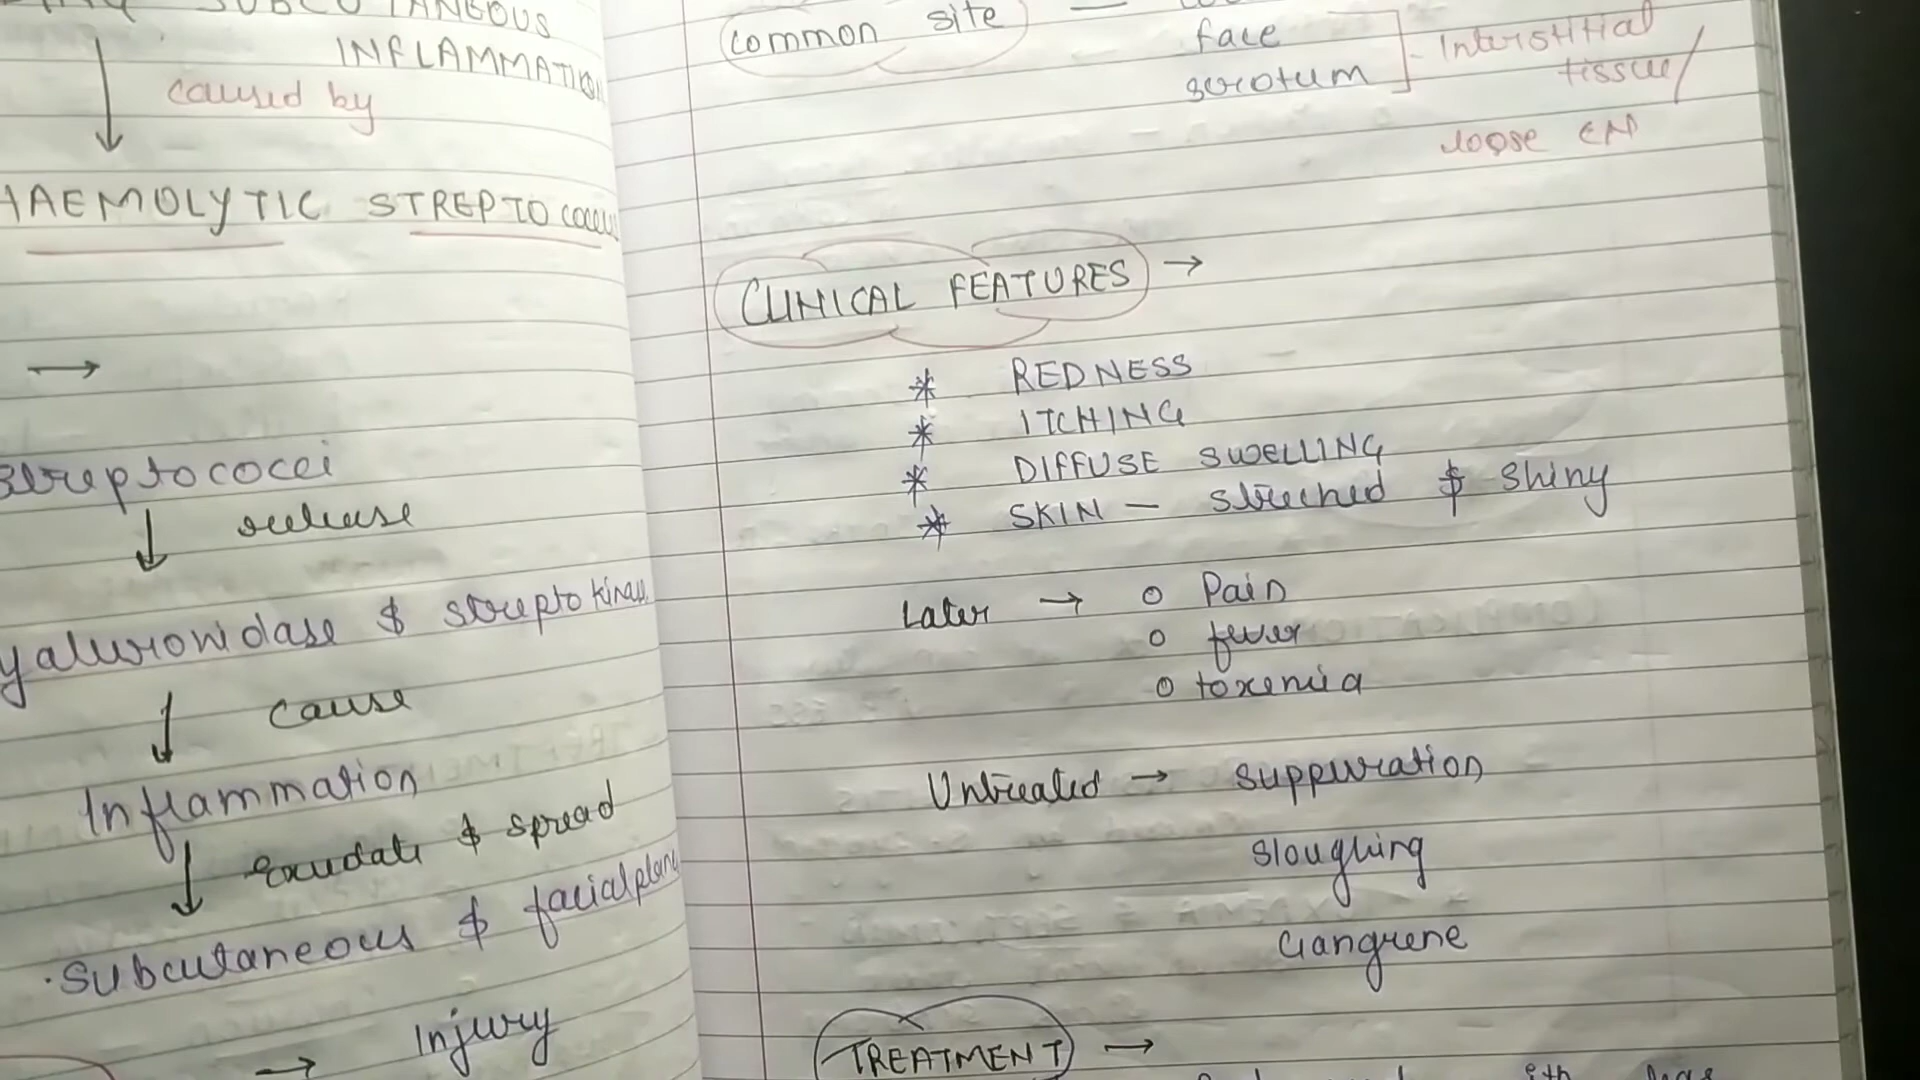 SUBCUTANEOUS
INFLAMMATION
caused by
HAEMOLYTIC STREPTOCOCCUS
→
Streptococci
↓ release
yaluronidase $ streptokinase
↓ cause
Inflammation
↓ Exudate $ spread
. Subcutaneous $ facial plane
→ Injury
Common site —
face
scrotum - Interstitial
tissue/
loose
CLINICAL FEATURES →
* REDNESS
* ITCHING
* DIFFUSE SWELLING
* SKIN - streched $ shiny
Later → o Pain
o fever
o toxemia
Untreated → suppuration
Sloughing
Gangrene
TREATMENT →